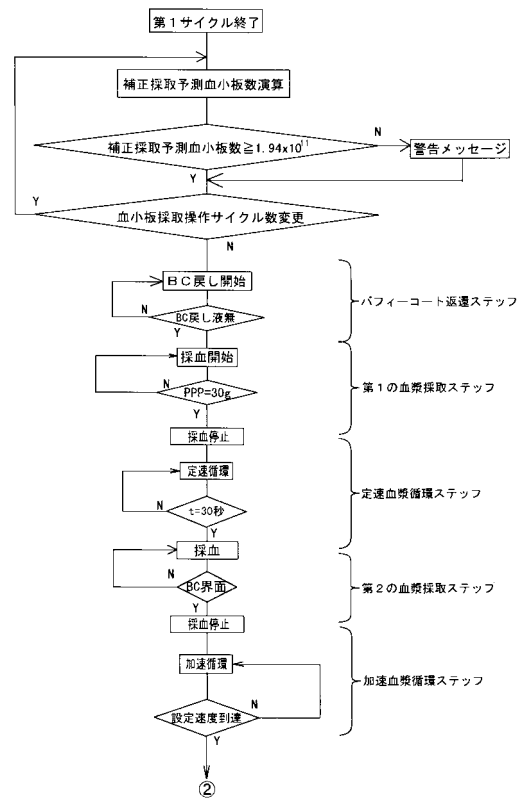 第1サイクル終了
補正採取予測血小板数演算
補正採取予測血小板数≧1.94x10¹¹
N
警告メッセージ
Y
Y
血小板採取操作サイクル数変更
N
BC戻し開始
N
BC戻し液無
Y
バフィーコート返還ステップ
採血開始
N
PPP=30g
Y
第1の血漿採取ステップ
採血停止
定速循環
N
t=30秒
Y
定速血漿循環ステップ
採血
N
BC界面
Y
第2の血漿採取ステップ
採血停止
加速循環
N
設定速度到達
Y
加速血漿循環ステップ
②